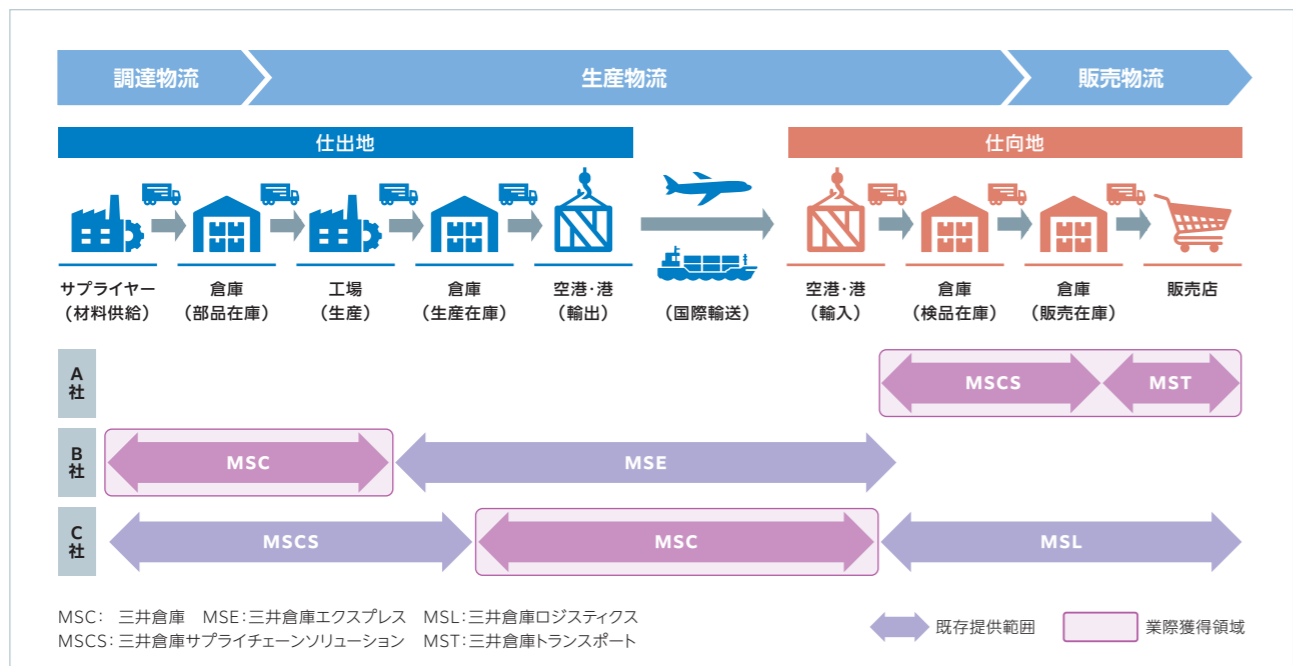 調達物流
生産物流
販売物流
仕出地
仕向地
サプライヤー
(材料供給)
倉庫
(部品在庫)
工場
(生産)
倉庫
(生産在庫)
空港・港
(輸出)
(国際輸送)
空港・港
(輸入)
倉庫
(検品在庫)
倉庫
(販売在庫)
販売店
A
社
MSCS
MST
B
社
MSC
MSE
C
社
MSCS
MSC
MSL
MSC: 三井倉庫 MSE:三井倉庫エクスプレス MSL:三井倉庫ロジスティクス
MSCS:三井倉庫サプライチェーンソリューション MST:三井倉庫トランスポート
既存提供範囲
業際獲得領域